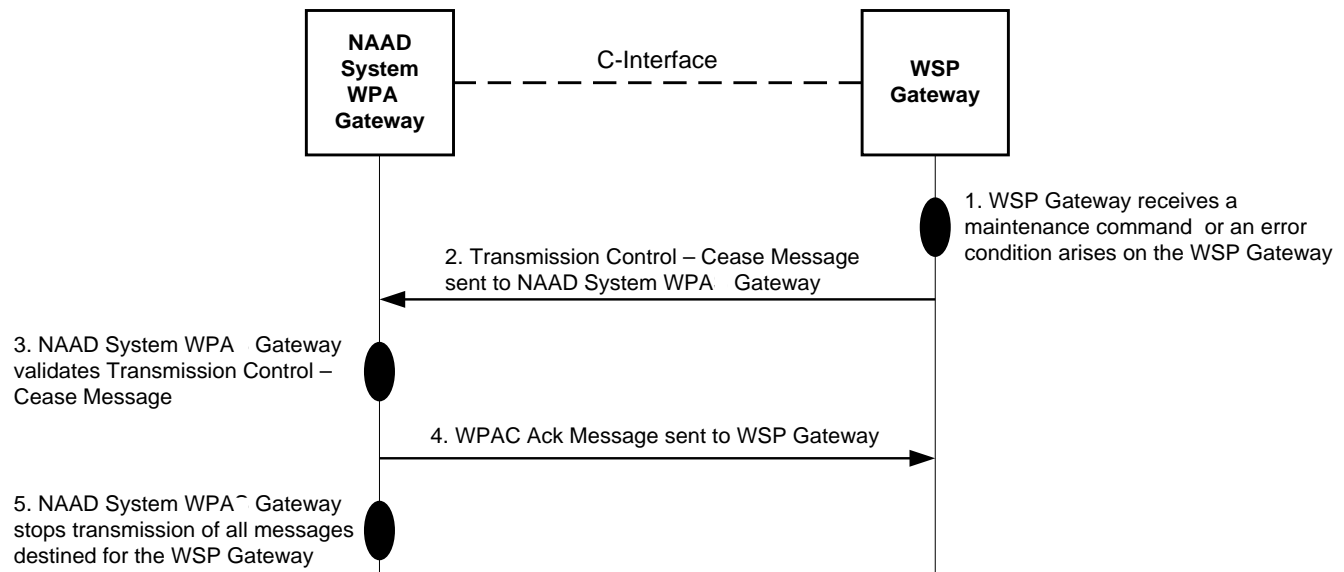 NAAD
System
WPA
Gateway
C-Interface
WSP
Gateway
1. WSP Gateway receives a
maintenance command or an error
condition arises on the WSP Gateway
2. Transmission Control – Cease Message
sent to NAAD System WPA Gateway
3. NAAD System WPA Gateway
validates Transmission Control –
Cease Message
4. WPAC Ack Message sent to WSP Gateway
5. NAAD System WPA Gateway
stops transmission of all messages
destined for the WSP Gateway